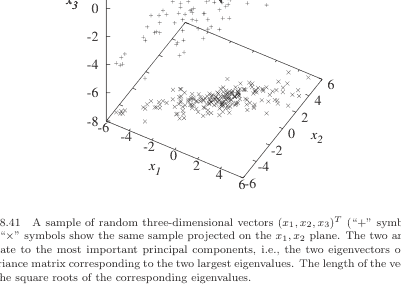 x3
0
-2
-4
-6
-8
-6
-4
-2
0
2
4
6
-6
-4
-2
0
2
4
6
x1
x2
8.41 A sample of random three-dimensional vectors (x1, x2, x3)^T (“+” symb
“×” symbols show the same sample projected on the x1, x2 plane. The two ar
ate to the most important principal components, i.e., the two eigenvectors o
riance matrix corresponding to the two largest eigenvalues. The length of the ve
he square roots of the corresponding eigenvalues.